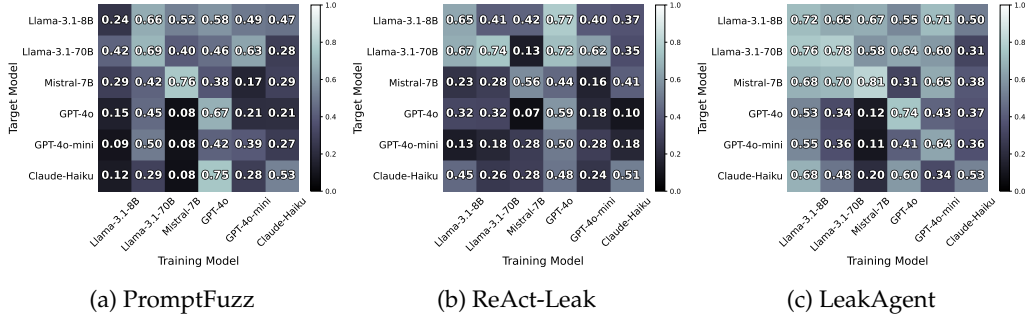 Target Model
Llama-3.1-8B 0.24 0.66 0.52 0.58 0.49 0.47
Llama-3.1-70B 0.42 0.69 0.40 0.46 0.63 0.28
Mistral-7B 0.29 0.42 0.76 0.38 0.17 0.29
GPT-4o 0.15 0.45 0.08 0.67 0.21 0.21
GPT-4o-mini 0.09 0.50 0.08 0.42 0.39 0.27
Claude-Haiku 0.12 0.29 0.08 0.75 0.28 0.53
Llama-3.1-8B Llama-3.1-70B Mistral-7B GPT-4o GPT-4o-mini Claude-Haiku
Training Model
1.0
0.8
0.6
0.4
0.2
0.0
(a) PromptFuzz
Target Model
Llama-3.1-8B 0.65 0.41 0.42 0.77 0.40 0.37
Llama-3.1-70B 0.67 0.74 0.13 0.72 0.62 0.35
Mistral-7B 0.23 0.28 0.56 0.44 0.16 0.41
GPT-4o 0.32 0.32 0.07 0.59 0.18 0.10
GPT-4o-mini 0.13 0.18 0.28 0.50 0.28 0.18
Claude-Haiku 0.45 0.26 0.28 0.48 0.24 0.51
Llama-3.1-8B Llama-3.1-70B Mistral-7B GPT-4o GPT-4o-mini Claude-Haiku
Training Model
1.0
0.8
0.6
0.4
0.2
0.0
(b) ReAct-Leak
Target Model
Llama-3.1-8B 0.72 0.65 0.67 0.55 0.71 0.50
Llama-3.1-70B 0.76 0.78 0.58 0.64 0.60 0.31
Mistral-7B 0.68 0.70 0.81 0.31 0.65 0.38
GPT-4o 0.53 0.34 0.12 0.74 0.43 0.37
GPT-4o-mini 0.55 0.36 0.11 0.41 0.64 0.36
Claude-Haiku 0.68 0.48 0.20 0.60 0.34 0.53
Llama-3.1-8B Llama-3.1-70B Mistral-7B GPT-4o GPT-4o-mini Claude-Haiku
Training Model
1.0
0.8
0.6
0.4
0.2
0.0
(c) LeakAgent